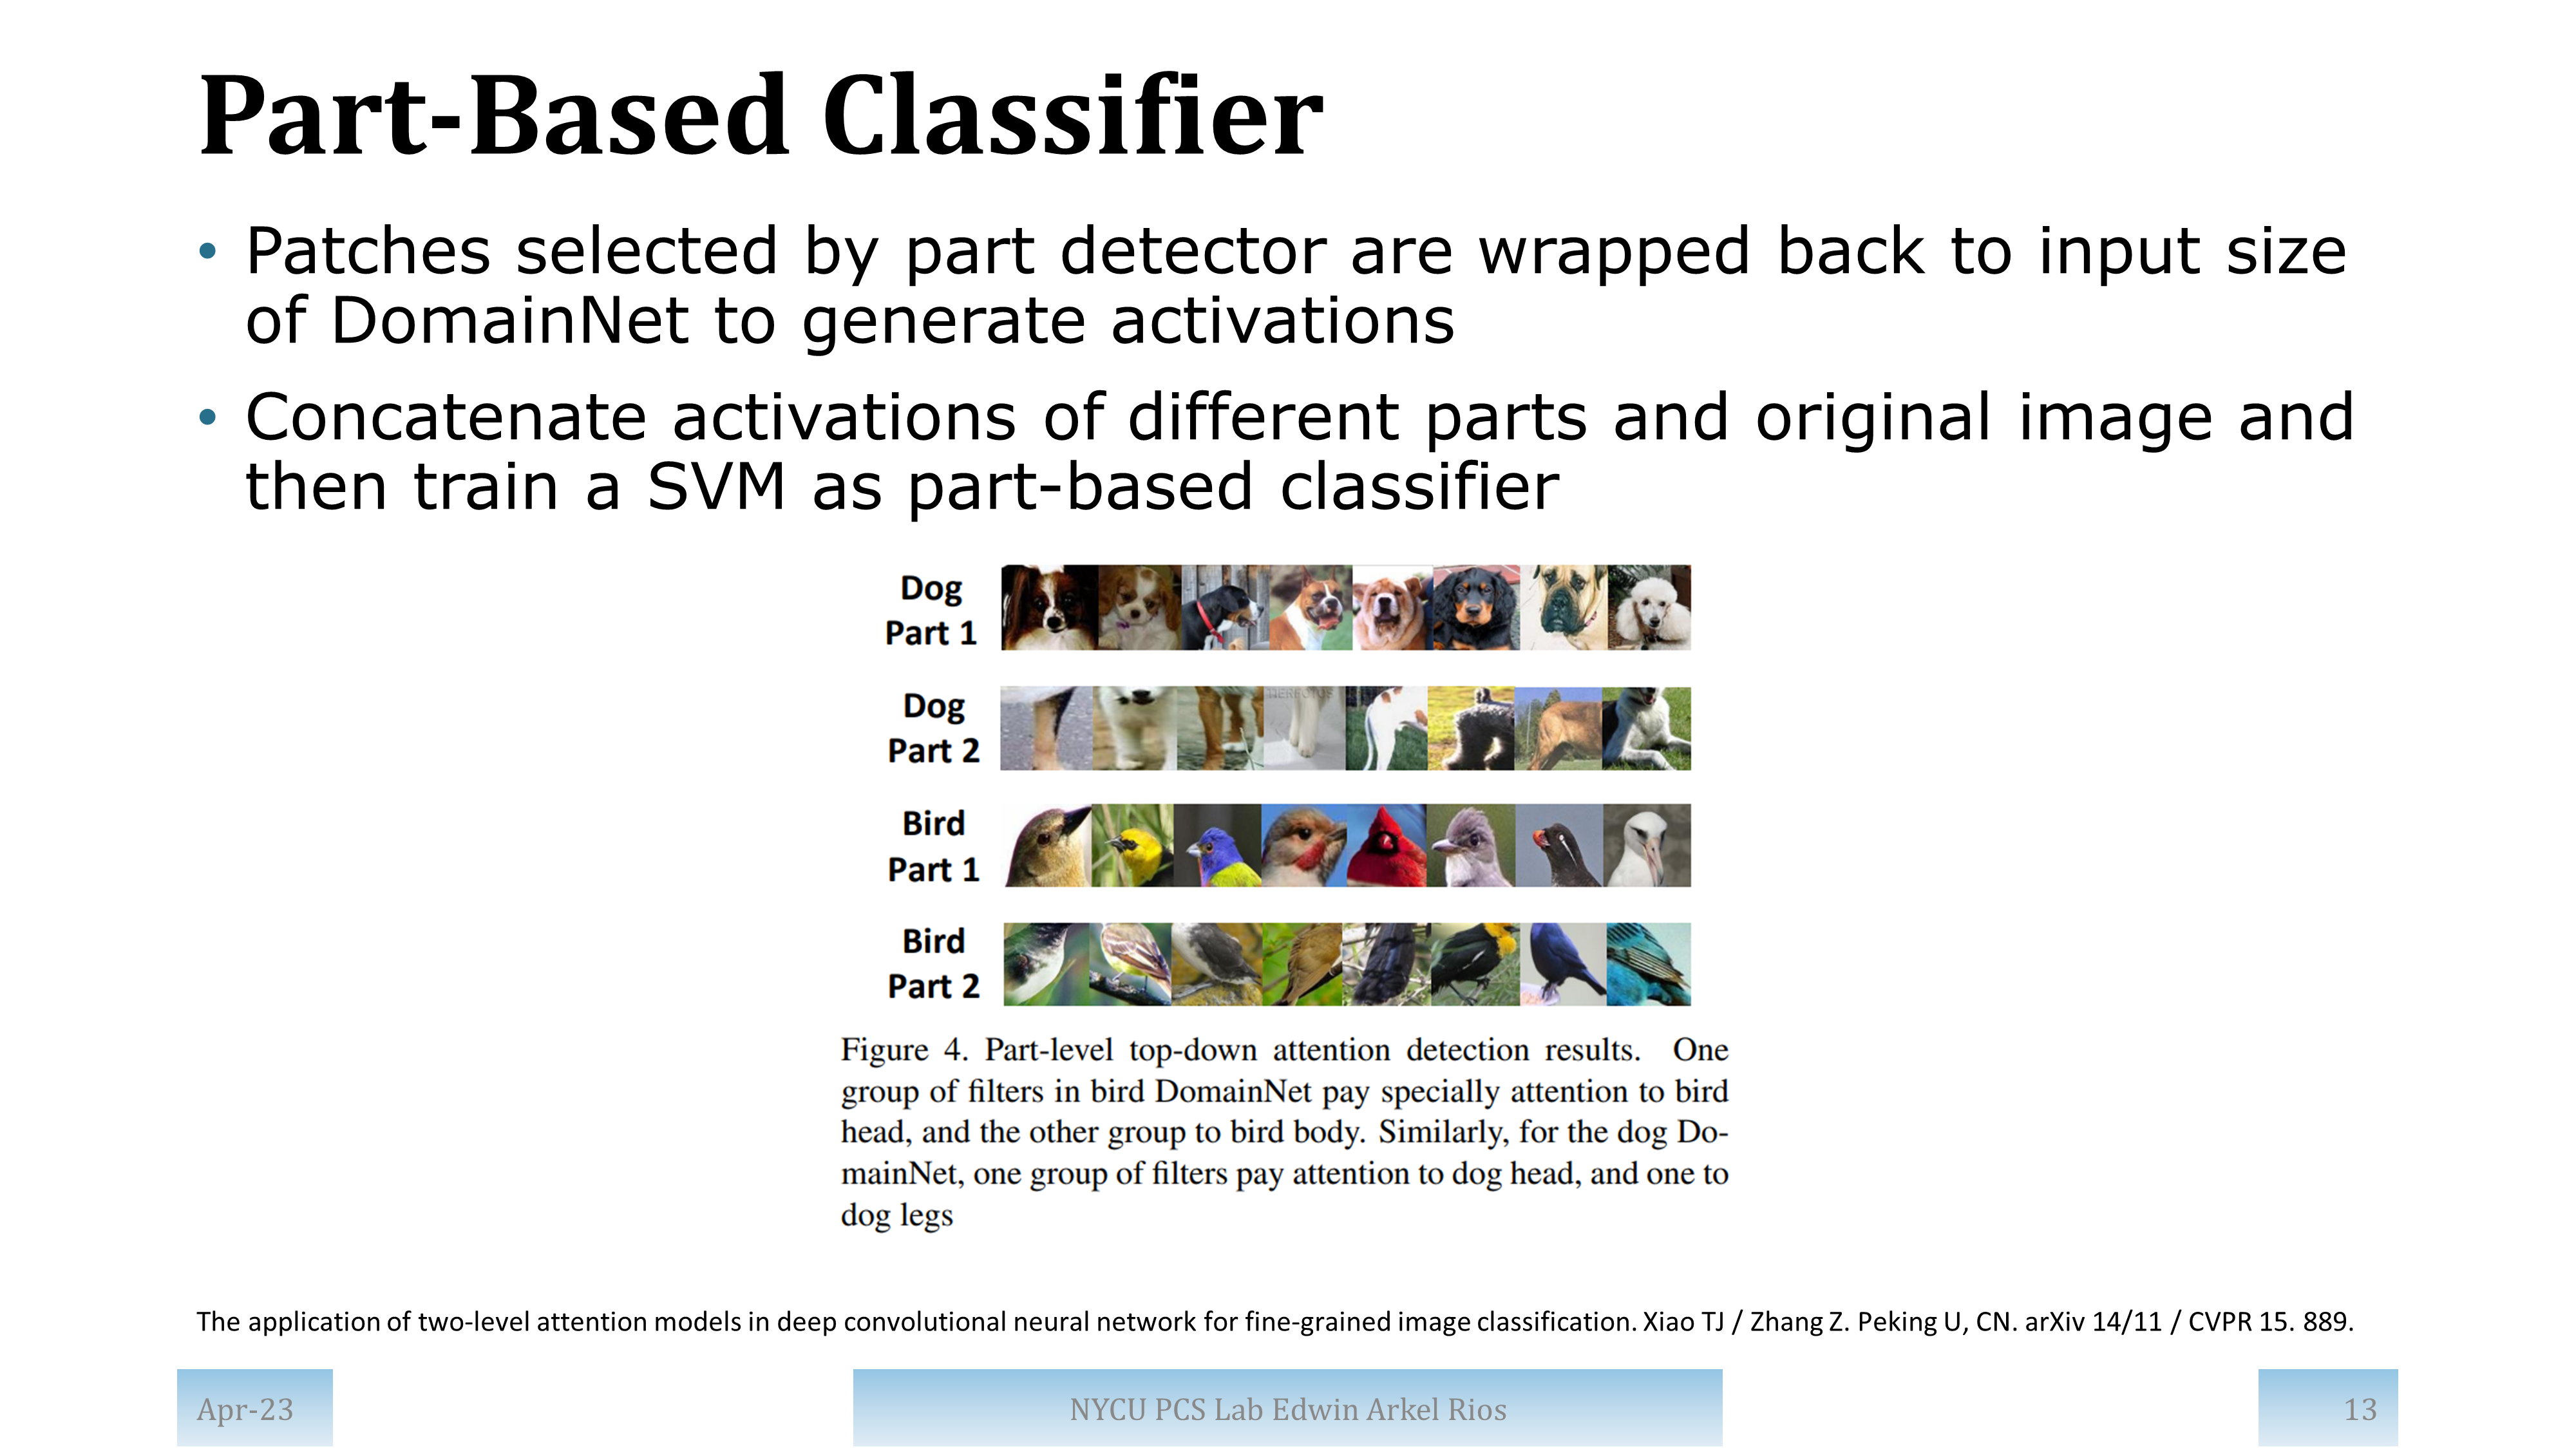 Part-Based Classifier
• Patches selected by part detector are wrapped back to input size
of DomainNet to generate activations
• Concatenate activations of different parts and original image and
then train a SVM as part-based classifier
Dog
Part 1
Dog
Part 2
Bird
Part 1
Bird
Part 2
Figure 4. Part-level top-down attention detection results. One
group of filters in bird DomainNet pay specially attention to bird
head, and the other group to bird body. Similarly, for the dog Do-
mainNet, one group of filters pay attention to dog head, and one to
dog legs
The application of two-level attention models in deep convolutional neural network for fine-grained image classification. Xiao TJ / Zhang Z. Peking U, CN. arXiv 14/11 / CVPR 15. 889.
Apr-23
NYCU PCS Lab Edwin Arkel Rios
13